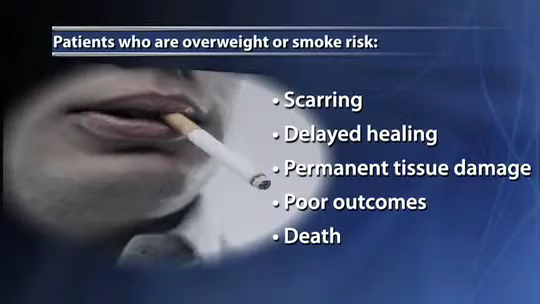 Patients who are overweight or smoke risk:
• Scarring
• Delayed healing
• Permanent tissue damage
• Poor outcomes
• Death